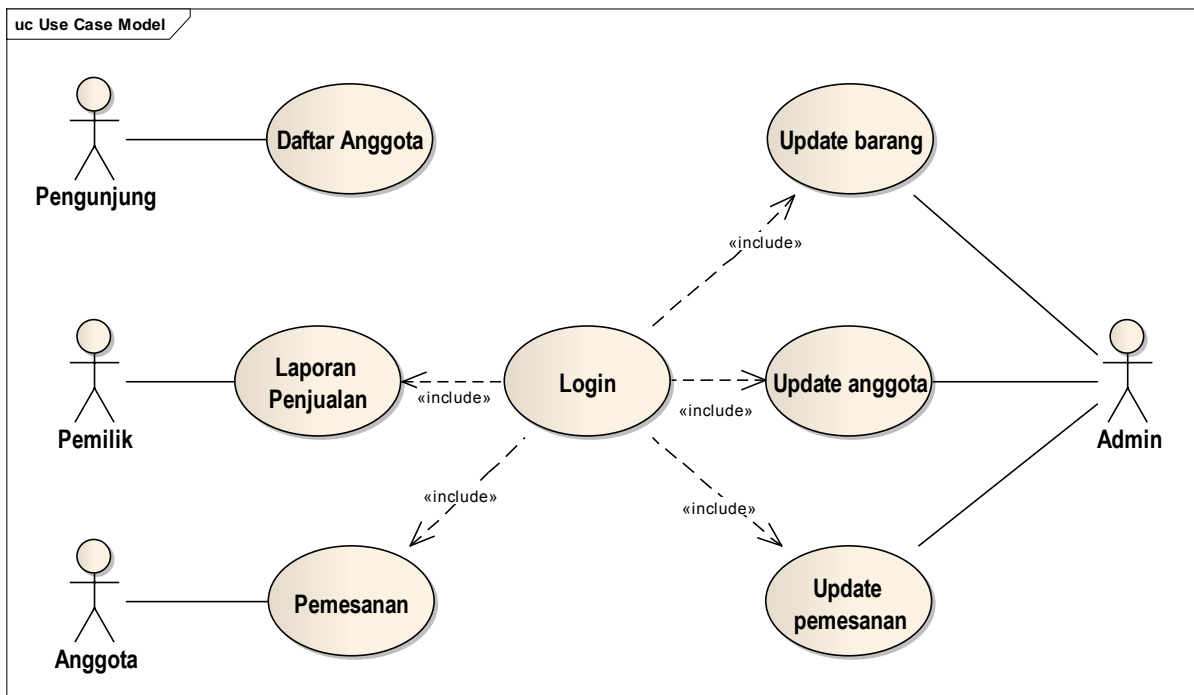 uc Use Case Model
Pengunjung
Daftar Anggota
Update barang
«include»
Pemilik
Laporan
Penjualan
«include»
Login
«include»
Update anggota
Admin
«include»
«include»
Anggota
Pemesanan
Update
pemesanan